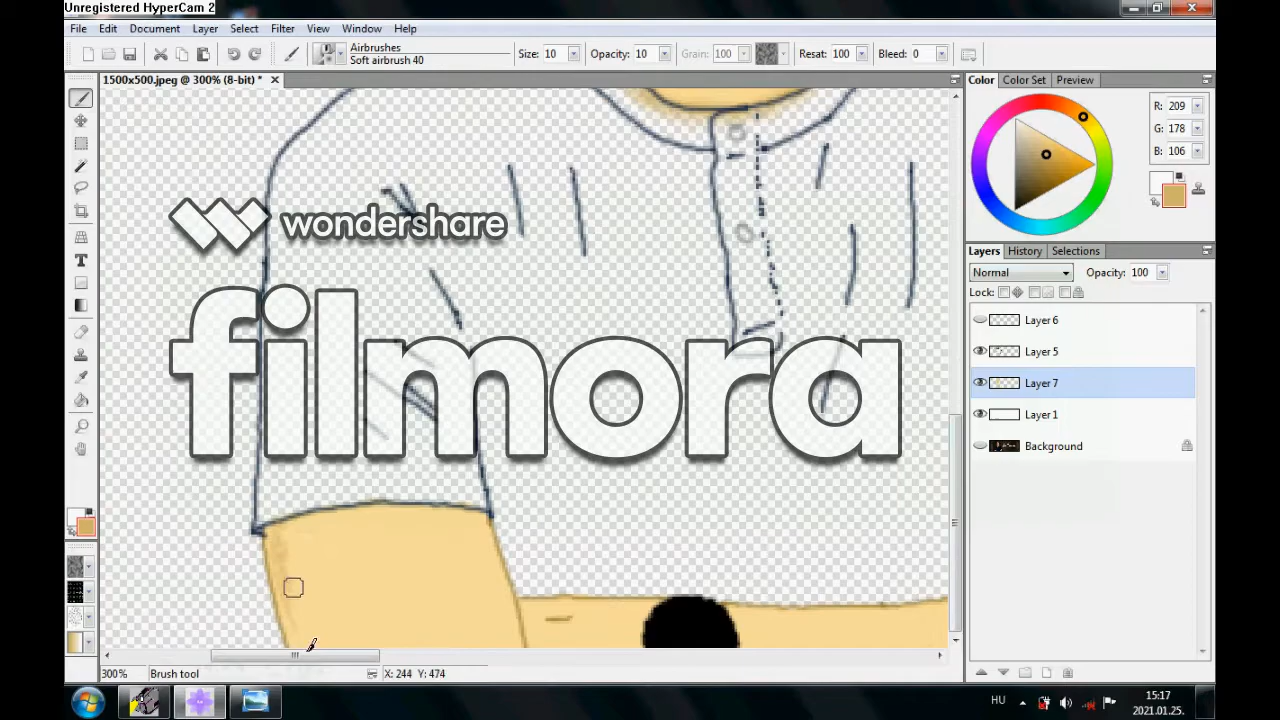 Unregistered HyperCam 2
File Edit Document Layer Select Filter View Window Help
Airbrushes
Soft airbrush 40
Size: 10 Opacity: 10 Grain: 100 Resat: 100 Bleed: 0
1500x500.jpeg @ 300% (8-bit) *
Color Color Set Preview
R: 209
G: 178
B: 106
wondershare
filmora
Layers History Selections
Normal Opacity: 100
Lock:
Layer 6
Layer 5
Layer 7
Layer 1
Background
300% Brush tool X: 244 Y: 474
HU 15:17
2021.01.25.